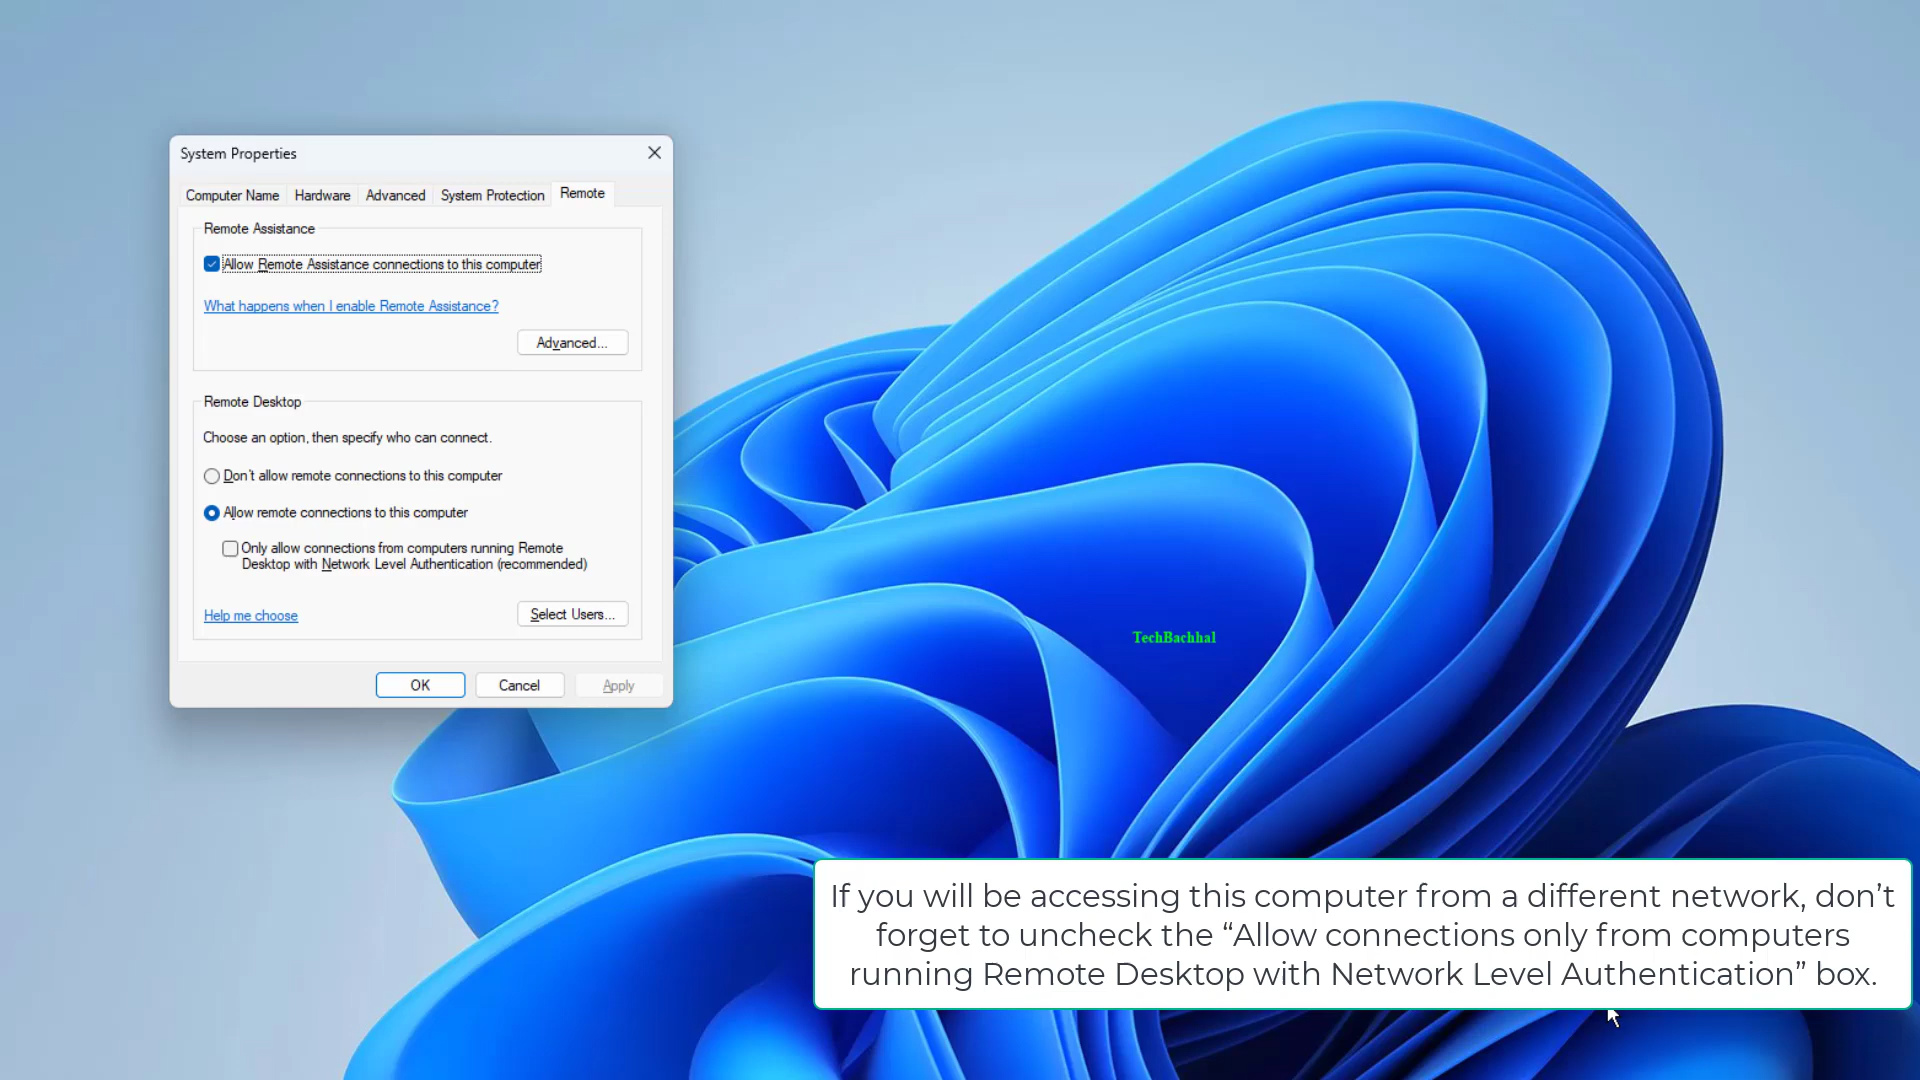 System Properties
Computer Name Hardware Advanced System Protection Remote
Remote Assistance
Allow Remote Assistance connections to this computer
What happens when I enable Remote Assistance?
Advanced...
Remote Desktop
Choose an option, then specify who can connect.
Don't allow remote connections to this computer
Allow remote connections to this computer
Only allow connections from computers running Remote
Desktop with Network Level Authentication (recommended)
Help me choose
Select Users...
OK Cancel Apply
TechBachhal
If you will be accessing this computer from a different network, don’t
forget to uncheck the “Allow connections only from computers
running Remote Desktop with Network Level Authentication” box.